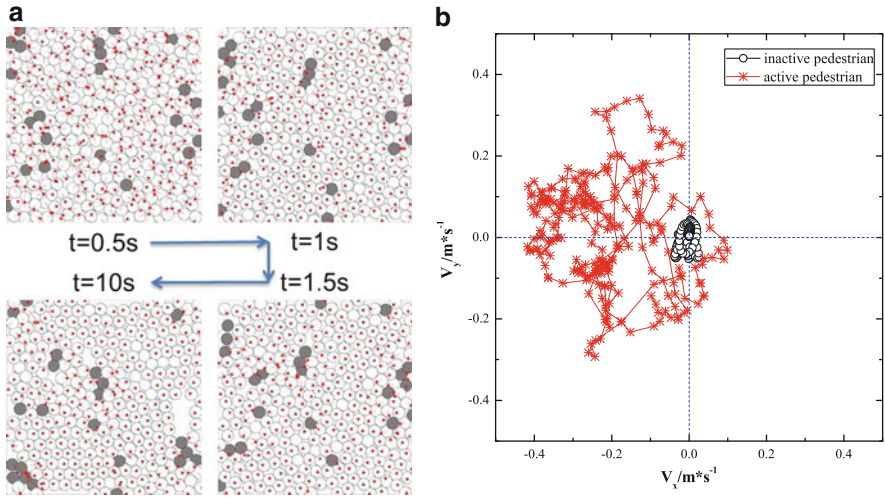 a
t=0.5s
t=1s
t=10s
t=1.5s
b
inactive pedestrian
active pedestrian
0.4
0.2
0.0
-0.2
-0.4
V_y/m*s^-1
-0.4
-0.2
0.0
0.2
0.4
V_x/m*s^-1